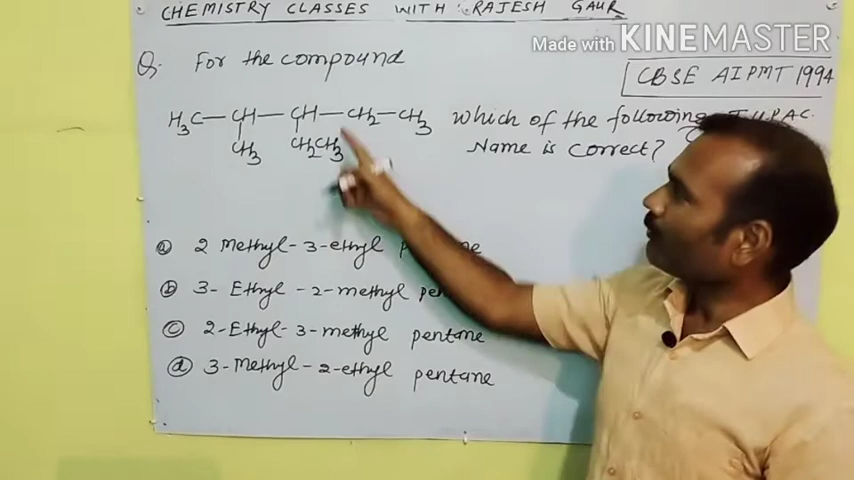 CHEMISTRY CLASSES WITH RAJESH GAUR
Made with KINEMASTER
Q. For the compound
CBSE AIPMT 1994
H3C — CH — CH — CH2 — CH3 which of the following I.U.P.A.C.
CH3 CH2CH3 Name is correct?
(a) 2 Methyl-3-ethyl pentane
(b) 3- Ethyl -2-methyl
(c) 2-Ethyl-3-methyl pentane
(d) 3-Methyl-2-ethyl pentane